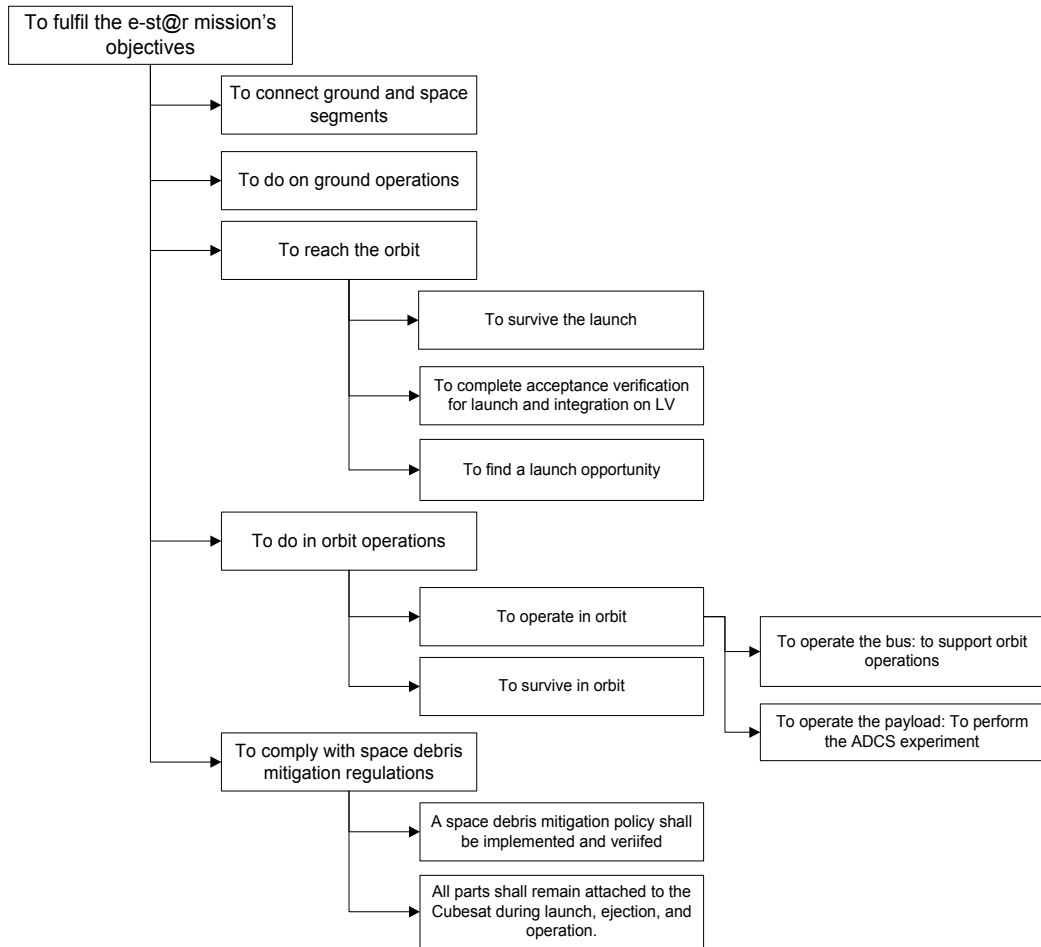 To fulfil the e-st@r mission's
objectives
To connect ground and space
segments
To do on ground operations
To reach the orbit
To survive the launch
To complete acceptance verification
for launch and integration on LV
To find a launch opportunity
To do in orbit operations
To operate in orbit
To operate the bus: to support orbit
operations
To survive in orbit
To operate the payload: To perform
the ADCS experiment
To comply with space debris
mitigation regulations
A space debris mitigation policy shall
be implemented and veriifed
All parts shall remain attached to the
Cubesat during launch, ejection, and
operation.